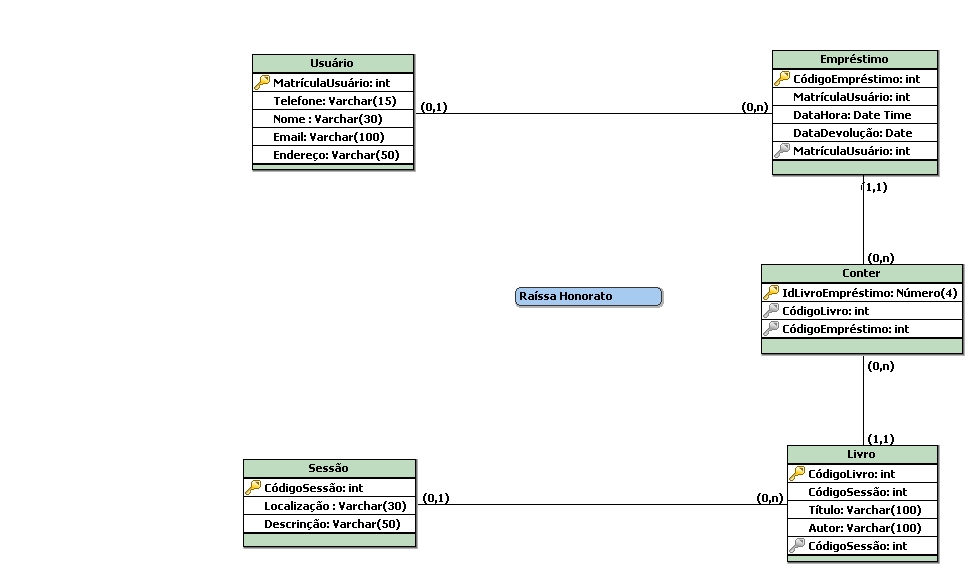 Usuário
MatrículaUsuário: int
Telefone: Varchar(15)
Nome : Varchar(30)
Email: Varchar(100)
Endereço: Varchar(50)
(0,1)
(0,n)
Empréstimo
CódigoEmpréstimo: int
MatrículaUsuário: int
DataHora: Date Time
DataDevolução: Date
MatrículaUsuário: int
(1,1)
(0,n)
Conter
IdLivroEmpréstimo: Número(4)
CódigoLivro: int
CódigoEmpréstimo: int
Raíssa Honorato
(0,n)
(1,1)
Sessão
CódigoSessão: int
Localização : Varchar(30)
Descrinção: Varchar(50)
(0,1)
(0,n)
Livro
CódigoLivro: int
CódigoSessão: int
Título: Varchar(100)
Autor: Varchar(100)
CódigoSessão: int